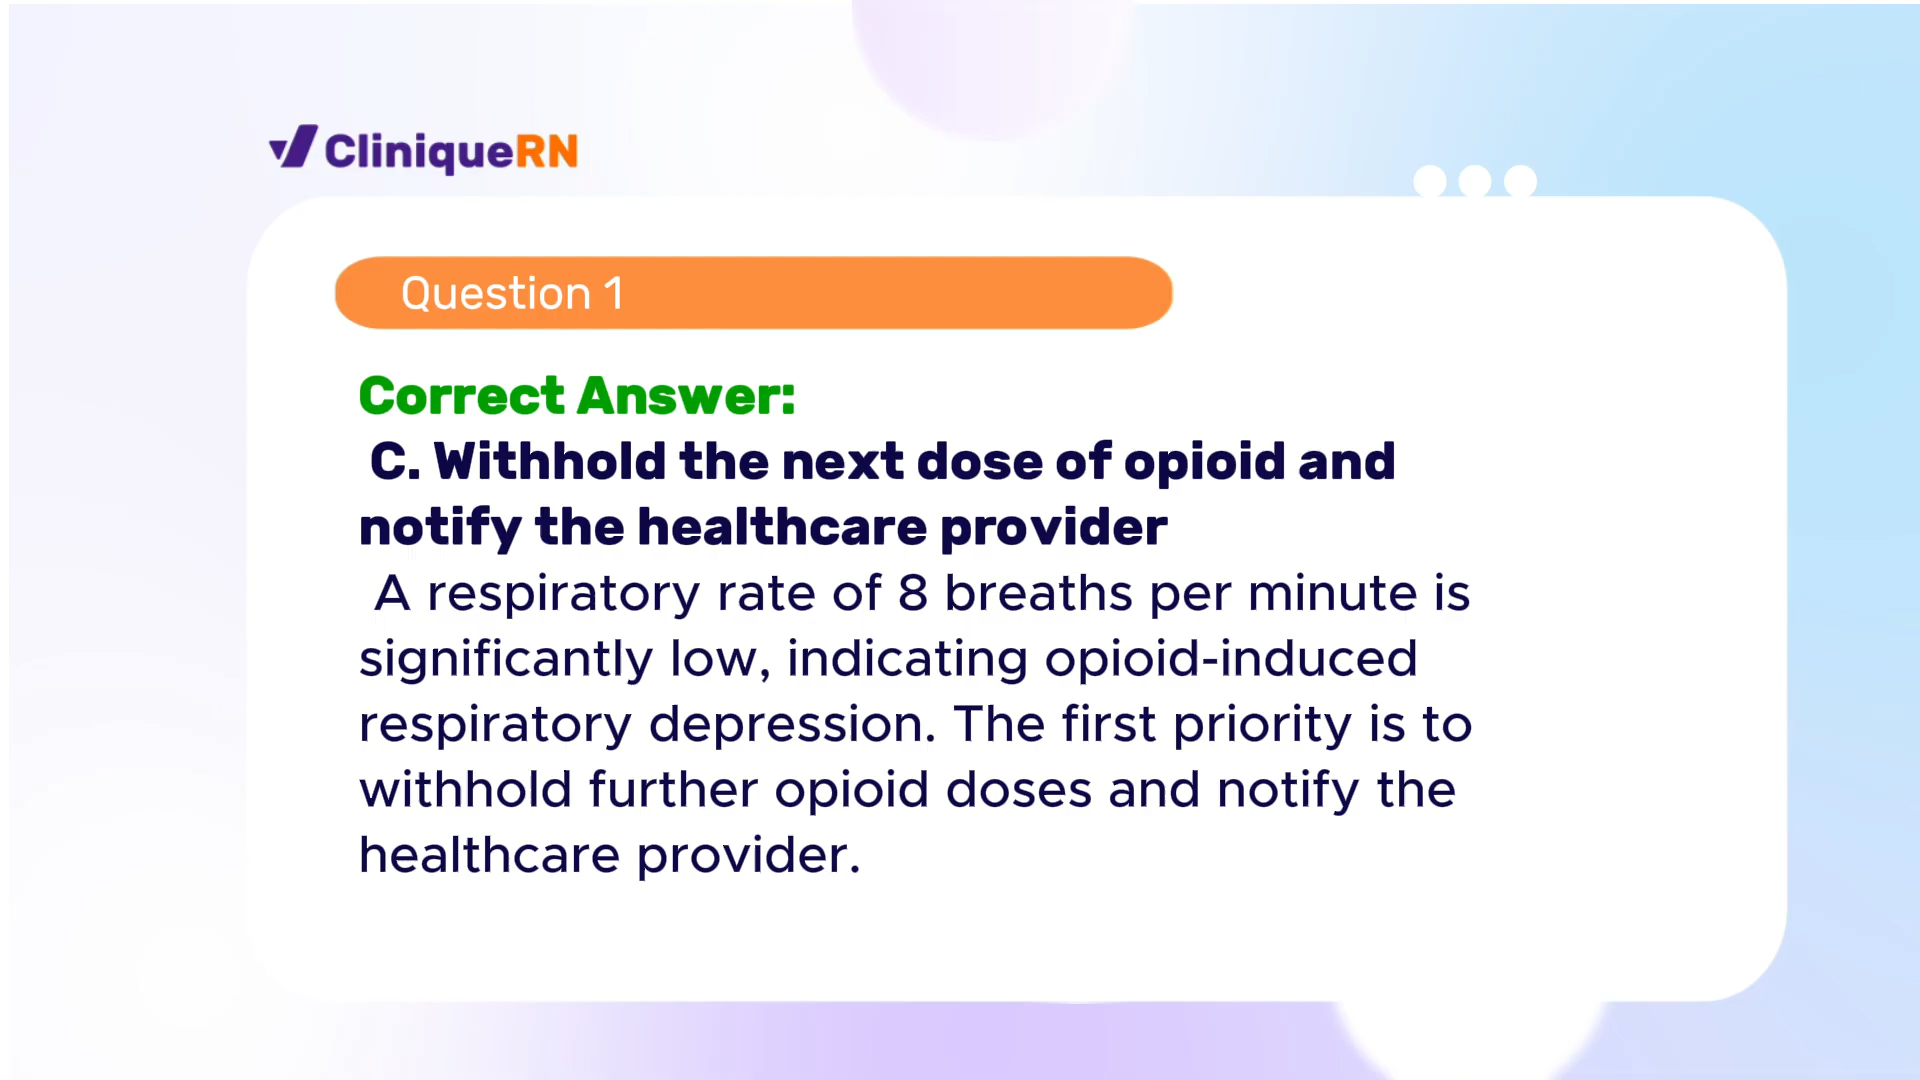 CliniqueRN
Question 1
Correct Answer:
C. Withhold the next dose of opioid and
notify the healthcare provider
A respiratory rate of 8 breaths per minute is
significantly low, indicating opioid-induced
respiratory depression. The first priority is to
withhold further opioid doses and notify the
healthcare provider.